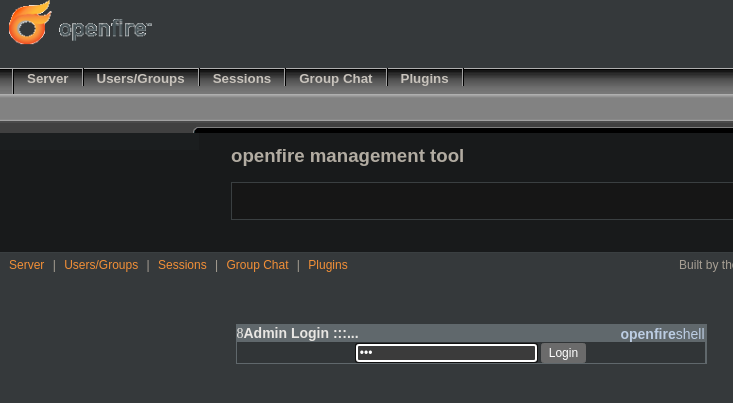 openfire™
Server Users/Groups Sessions Group Chat Plugins
openfire management tool
Server | Users/Groups | Sessions | Group Chat | Plugins
Built by the
8Admin Login :::...
openfireshell
••• Login